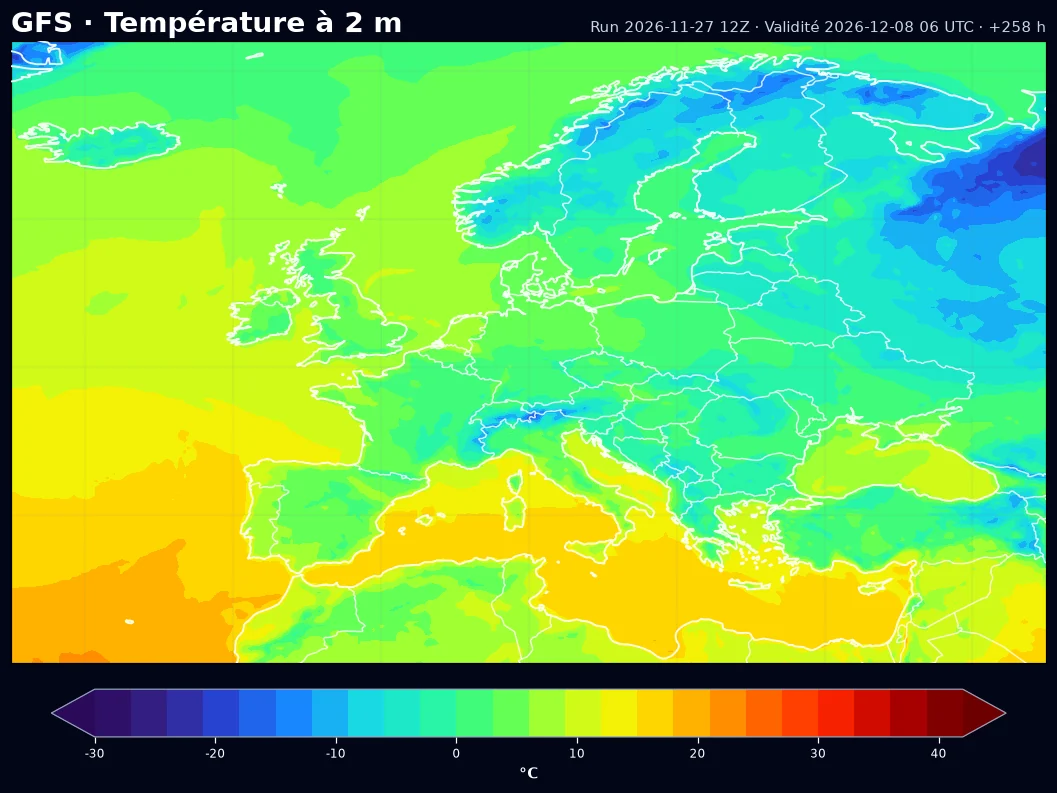 GFS · Température à 2 m
Run 2026-11-27 12Z · Validité 2026-12-08 06 UTC · +258 h
-30 -20 -10 0 10 20 30 40
°C